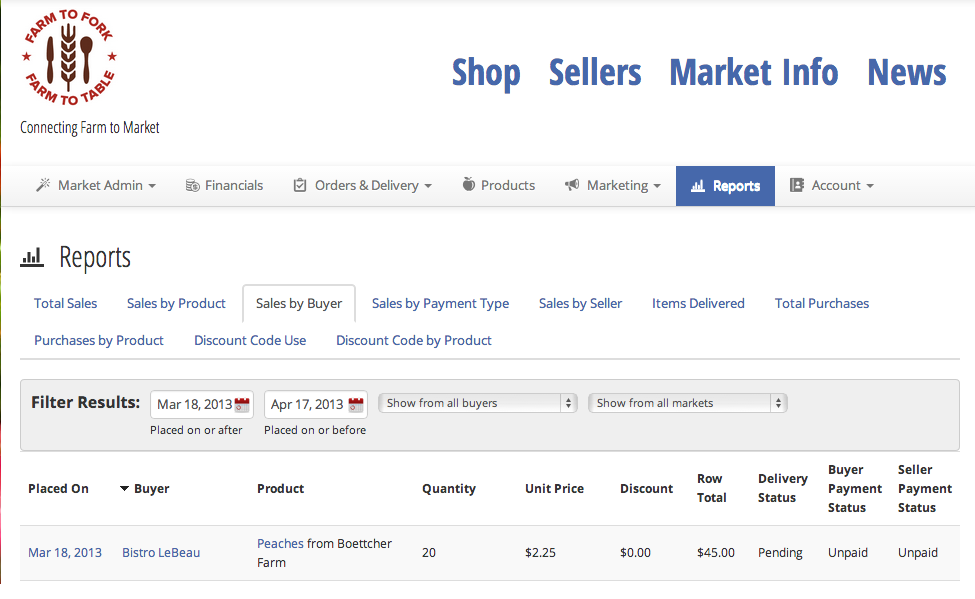 FARM TO FORK
FARM TO TABLE
Connecting Farm to Market
Shop Sellers Market Info News
Market Admin Financials Orders & Delivery Products Marketing Reports Account
Reports
Total Sales Sales by Product Sales by Buyer Sales by Payment Type Sales by Seller Items Delivered Total Purchases
Purchases by Product Discount Code Use Discount Code by Product
Filter Results: Mar 18, 2013 Apr 17, 2013 Show from all buyers Show from all markets
Placed on or after Placed on or before
Placed On Buyer Product Quantity Unit Price Discount Row Total Delivery Status Buyer Payment Status Seller Payment Status
Mar 18, 2013 Bistro LeBeau Peaches from Boettcher Farm 20 $2.25 $0.00 $45.00 Pending Unpaid Unpaid